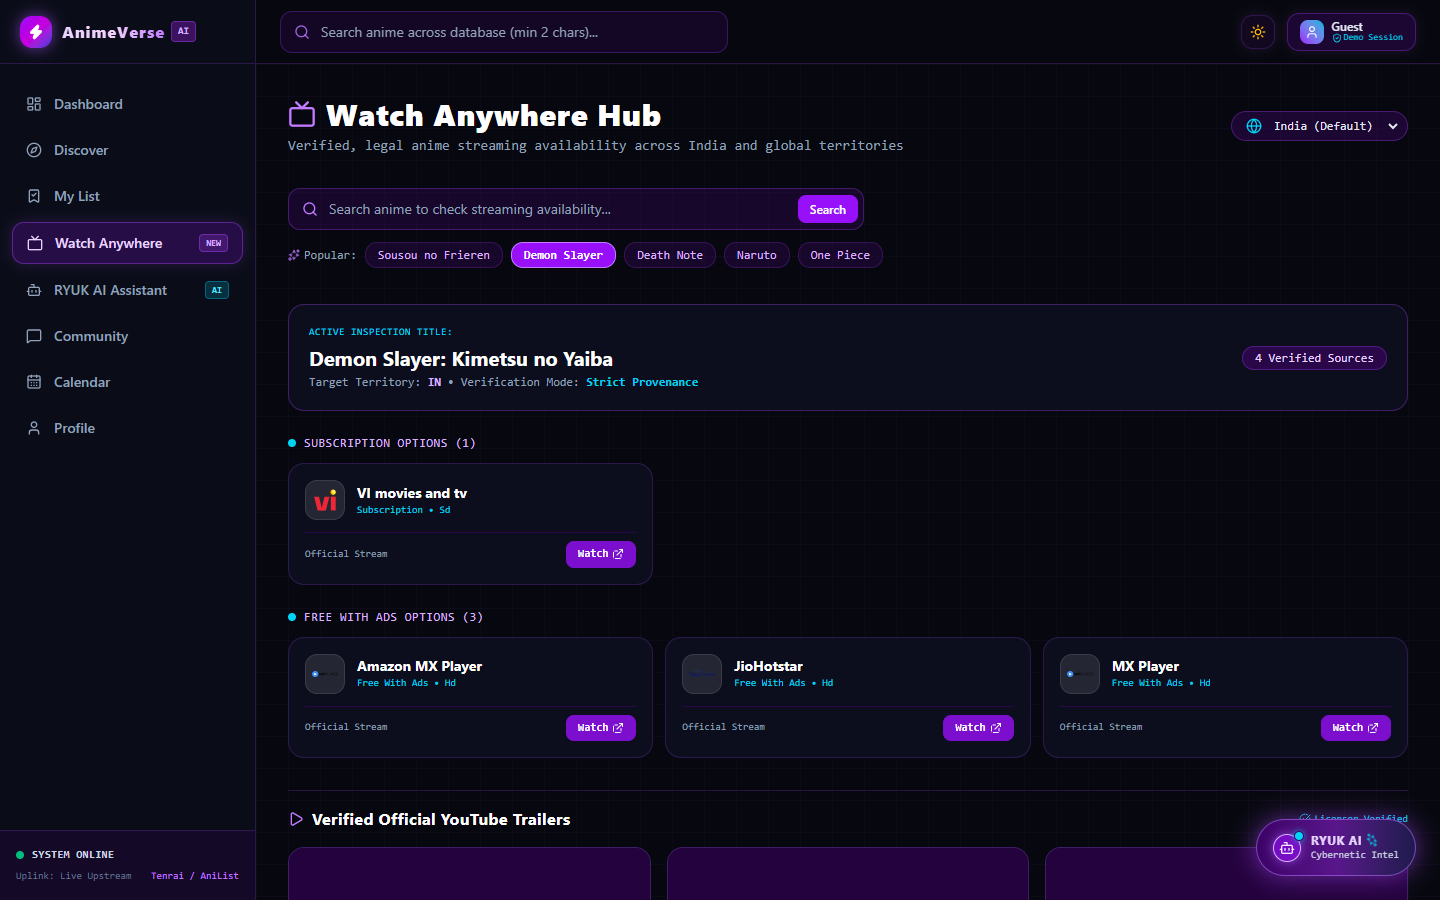 AnimeVerse AI
Search anime across database (min 2 chars)...
Guest
Demo Session
Dashboard
Discover
My List
Watch Anywhere NEW
RYUK AI Assistant AI
Community
Calendar
Profile
SYSTEM ONLINE
Uplink: Live Upstream Tenrai / AniList
Watch Anywhere Hub
Verified, legal anime streaming availability across India and global territories
India (Default)
Search anime to check streaming availability...
Search
Popular: Sousou no Frieren Demon Slayer Death Note Naruto One Piece
ACTIVE INSPECTION TITLE:
Demon Slayer: Kimetsu no Yaiba
Target Territory: IN • Verification Mode: Strict Provenance
4 Verified Sources
SUBSCRIPTION OPTIONS (1)
vi
VI movies and tv
Subscription • Sd
Official Stream Watch
FREE WITH ADS OPTIONS (3)
Amazon MX Player
Free With Ads • Hd
Official Stream Watch
JioHotstar
Free With Ads • Hd
Official Stream Watch
MX Player
Free With Ads • Hd
Official Stream Watch
Verified Official YouTube Trailers
Licensor Verified
RYUK AI
Cybernetic Intel